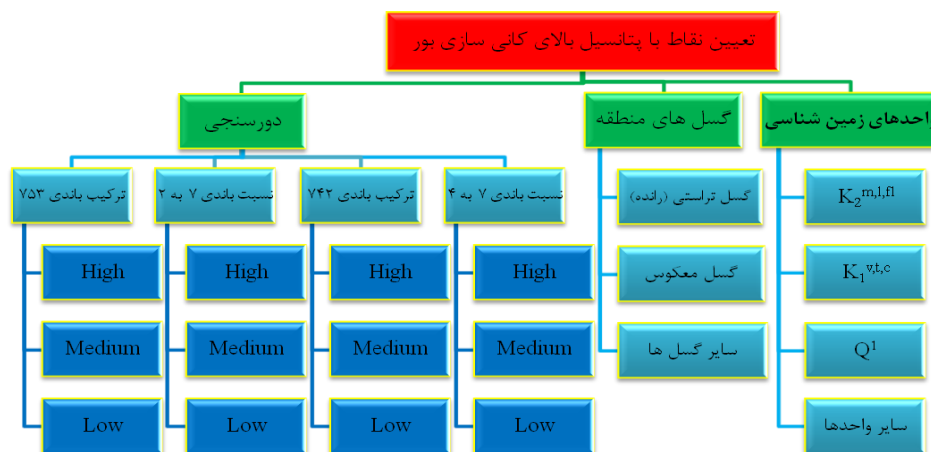 تعیین نقاط با پتانسیل بالای کانی سازی بور
واحدهای زمین شناسی
گسل های منطقه
دورسنجی
K₂ᵐ,ˡ,ᶠˡ
K₁ᵛ,ᵗ,ᶜ
Q¹
سایر واحدها
گسل تراستی (رانده)
گسل معکوس
سایر گسل ها
نسبت باندی ۷ به ۴
High
Medium
Low
ترکیب باندی ۷۴۲
High
Medium
Low
نسبت باندی ۷ به ۲
High
Medium
Low
ترکیب باندی ۷۵۳
High
Medium
Low